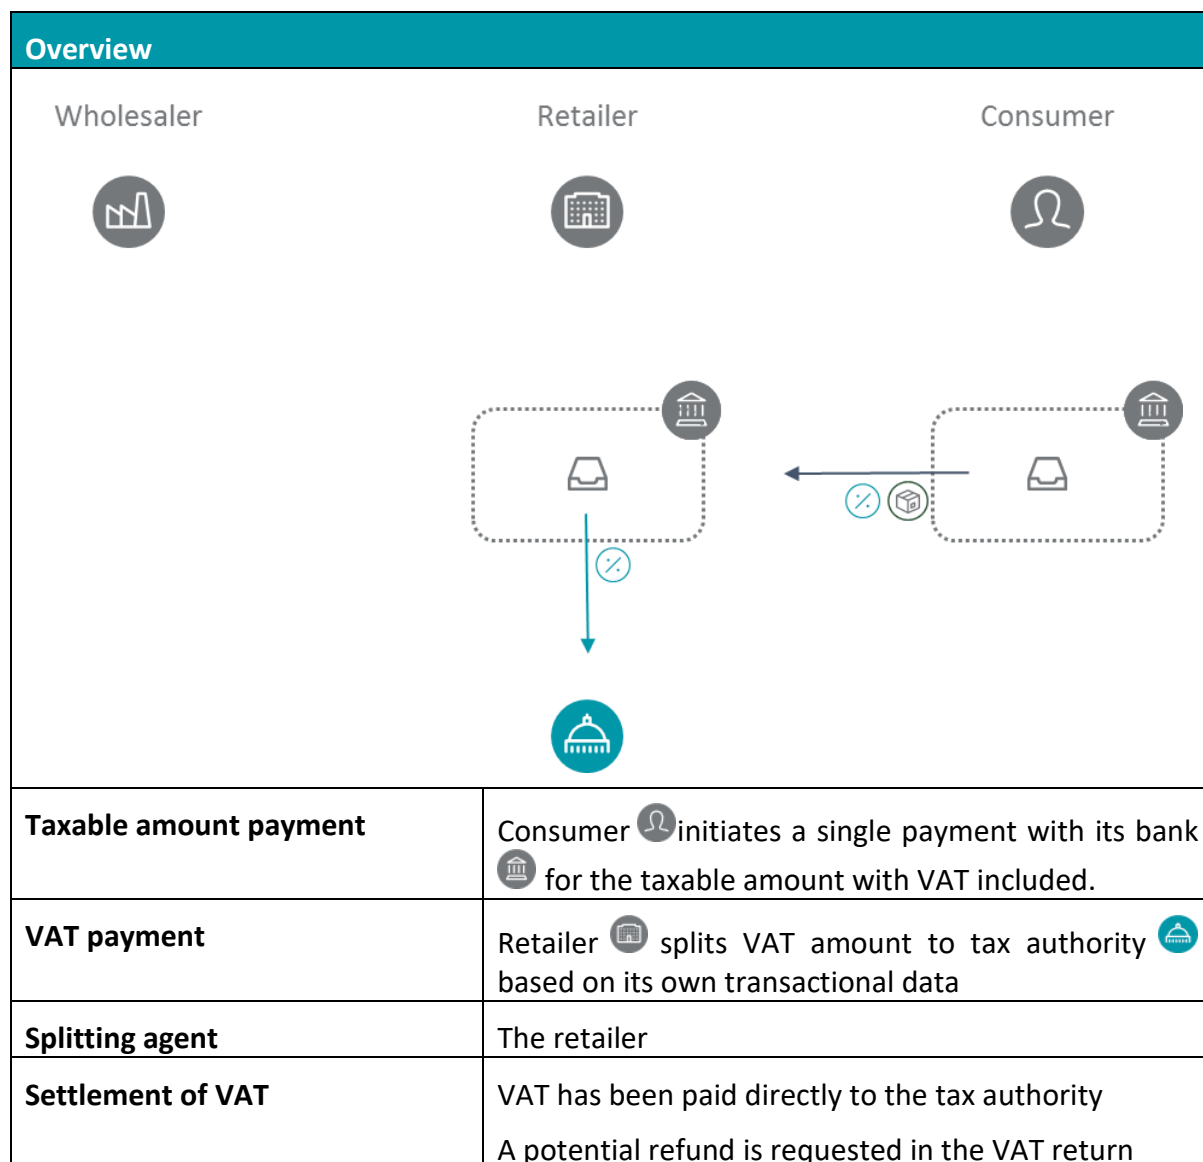 Overview
Wholesaler
Retailer
Consumer
Taxable amount payment
Consumer initiates a single payment with its bank
for the taxable amount with VAT included.
VAT payment
Retailer splits VAT amount to tax authority
based on its own transactional data
Splitting agent
The retailer
Settlement of VAT
VAT has been paid directly to the tax authority
A potential refund is requested in the VAT return